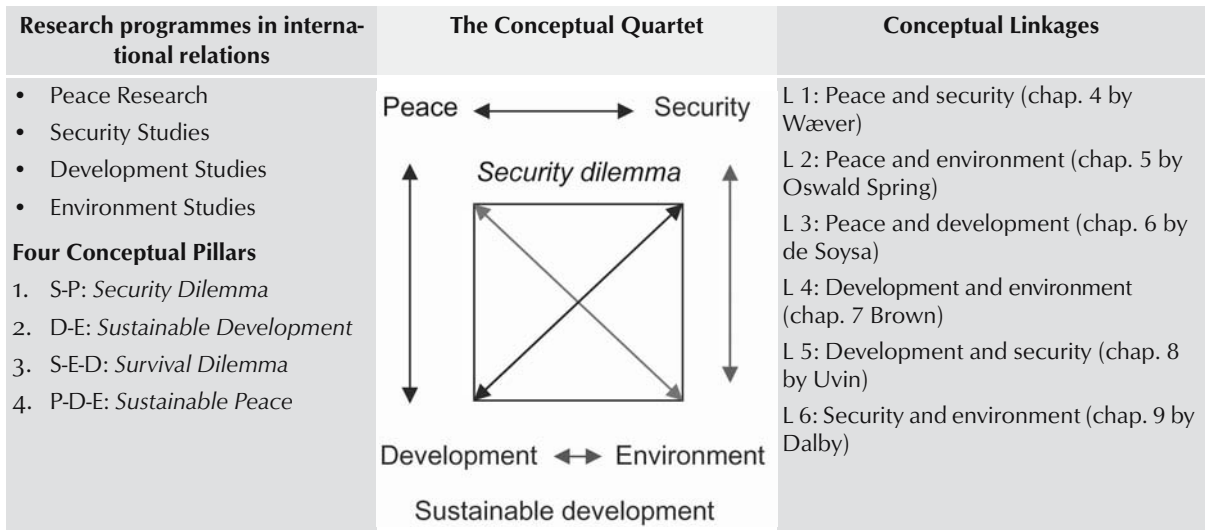 Research programmes in interna-
tional relations
• Peace Research
• Security Studies
• Development Studies
• Environment Studies
Four Conceptual Pillars
1. S-P: Security Dilemma
2. D-E: Sustainable Development
3. S-E-D: Survival Dilemma
4. P-D-E: Sustainable Peace
The Conceptual Quartet
Peace Security
Security dilemma
Development Environment
Sustainable development
Conceptual Linkages
L 1: Peace and security (chap. 4 by
Wæver)
L 2: Peace and environment (chap. 5 by
Oswald Spring)
L 3: Peace and development (chap. 6 by
de Soysa)
L 4: Development and environment
(chap. 7 Brown)
L 5: Development and security (chap. 8
by Uvin)
L 6: Security and environment (chap. 9 by
Dalby)